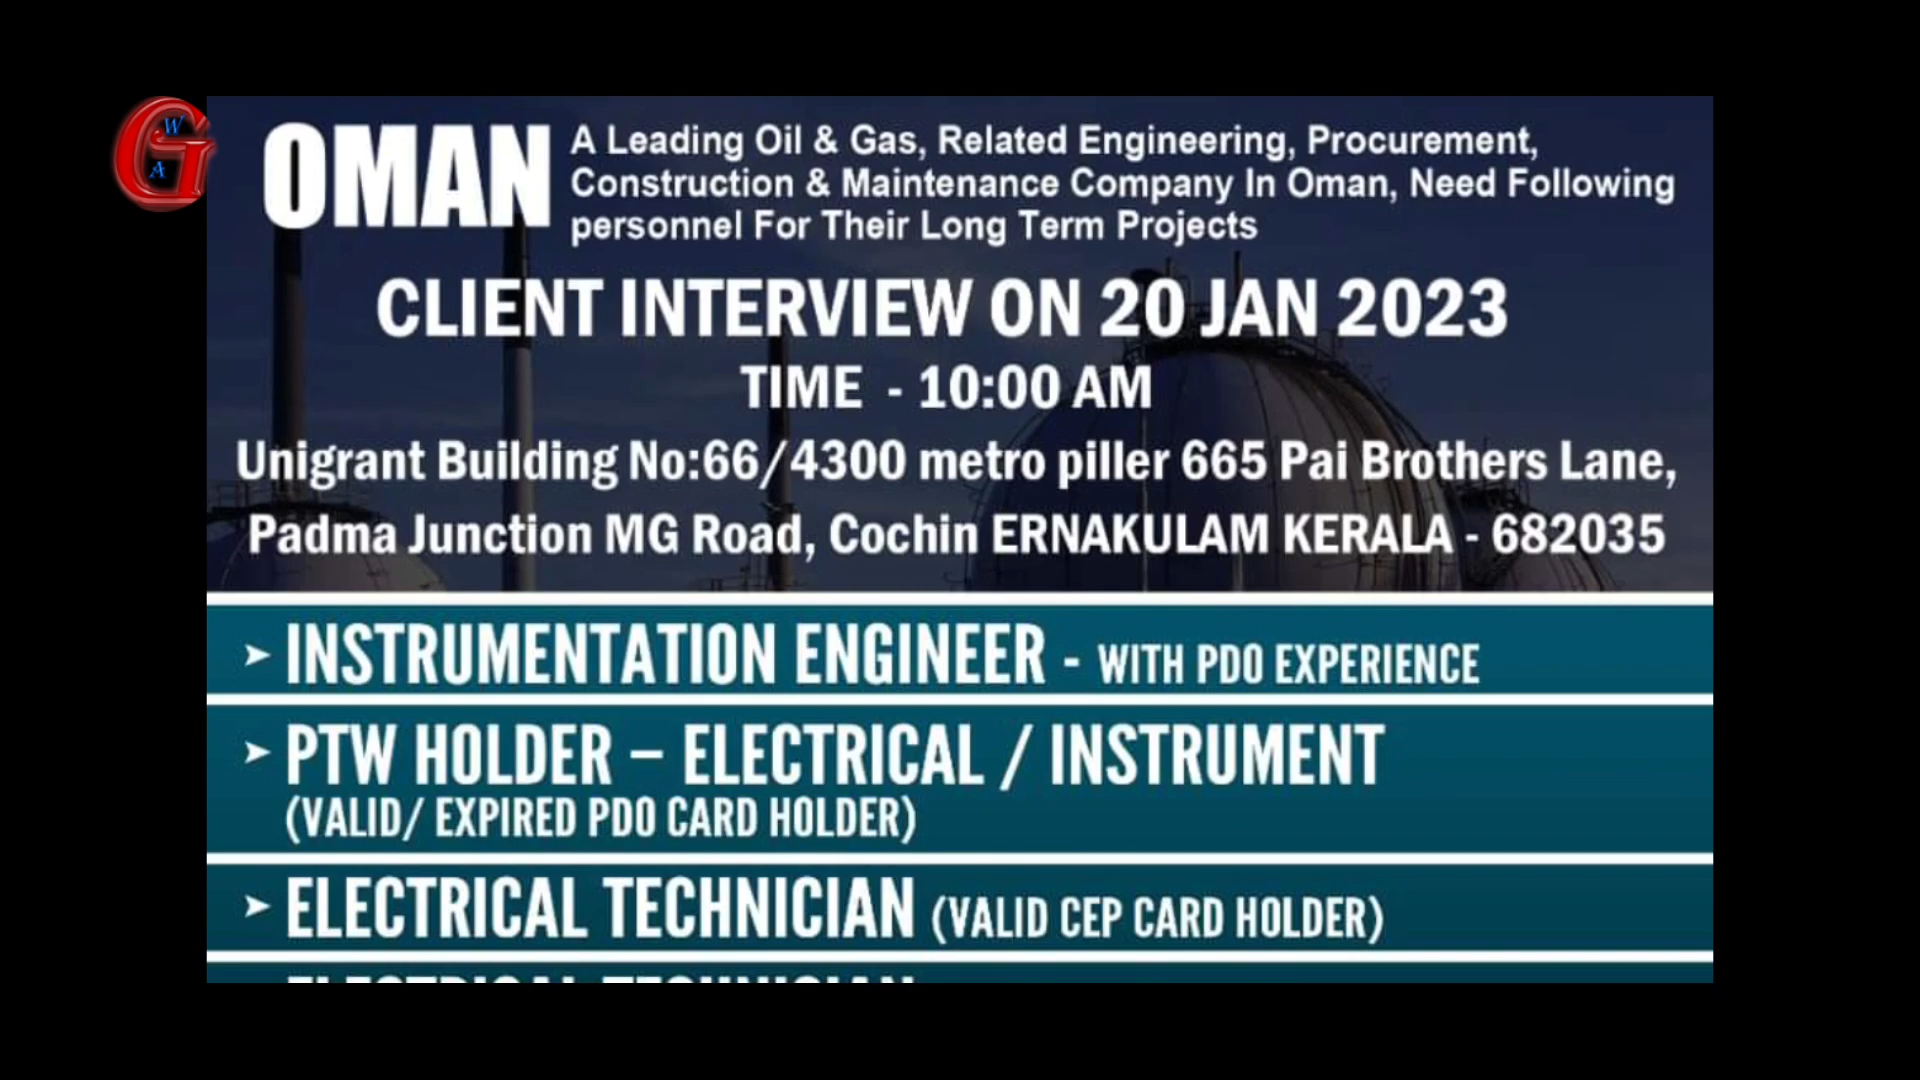 G
W
A
OMAN
A Leading Oil & Gas, Related Engineering, Procurement,
Construction & Maintenance Company In Oman, Need Following
personnel For Their Long Term Projects
CLIENT INTERVIEW ON 20 JAN 2023
TIME - 10:00 AM
Unigrant Building No:66/4300 metro piller 665 Pai Brothers Lane,
Padma Junction MG Road, Cochin ERNAKULAM KERALA - 682035
➤ INSTRUMENTATION ENGINEER - WITH PDO EXPERIENCE
➤ PTW HOLDER – ELECTRICAL / INSTRUMENT
(VALID/ EXPIRED PDO CARD HOLDER)
➤ ELECTRICAL TECHNICIAN (VALID CEP CARD HOLDER)